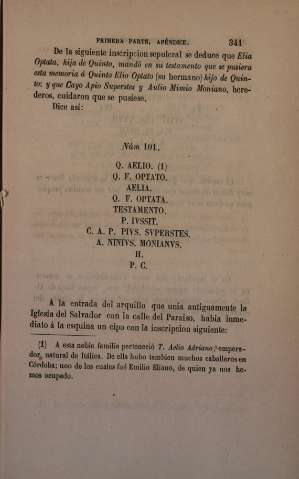 PRIMERA PARTE, APÉNDICE. 341
De la siguiente inscripcion sepulcral se deduce que Elia
Optata, hija de Quinto, mandó en su testamento que se pusiera
esta memoria á Quinto Elio Optato (su hermano) hijo de Quin-
to: y que Cayo Apio Superstes y Aulio Mimio Moniano, here-
deros, cuidaron que se pusiese.
Dice asi:
Núm 101.
Q. AELIO. (1)
Q. F. OPTATO.
AELIA.
Q. F. OPTATA.
TESTAMENTO.
P. IVSSIT.
C. A. P. PIVS. SVPERSTES.
A. NINIVS. MONIANVS.
H.
P. C.
A la entrada del arquillo que unia antiguamente la
Iglesia del Salvador con la calle del Paraiso, habia inme-
diato á la esquina un cipo con la inscripcion siguiente:
(1) A esta noble familia perteneció T. Aelio Adriano, empera-
dor, natural de Itálica. De ella hubo tambien muchos caballeros en
Córdoba; uno de los cuales fué Emilio Eliano, de quien ya nos he-
mos ocupado.